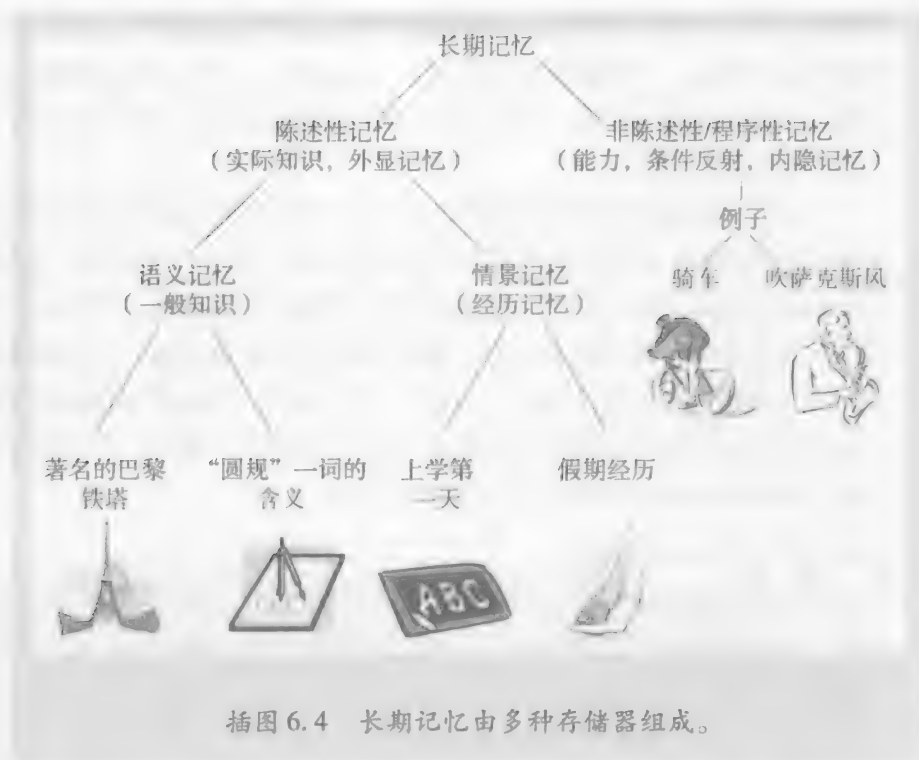 长期记忆
陈述性记忆
（实际知识，外显记忆）
非陈述性/程序性记忆
（能力，条件反射，内隐记忆）
例子
骑车
吹萨克斯风
语义记忆
（一般知识）
情景记忆
（经历记忆）
著名的巴黎
铁塔
“圆规”一词的
含义
上学第
一天
假期经历
ABC
插图6.4 长期记忆由多种存储器组成。